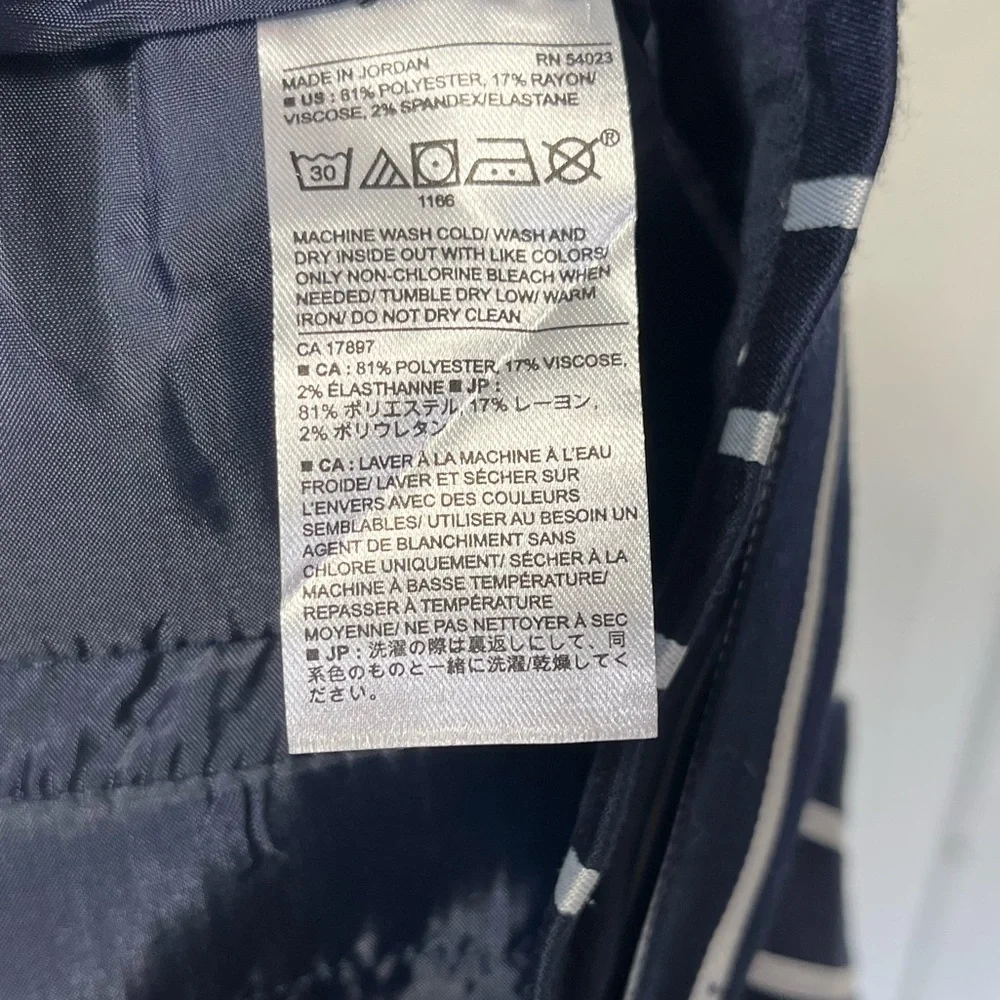 MADE IN JORDAN RN 54023
■ US : 81% POLYESTER, 17% RAYON/
VISCOSE, 2% SPANDEX/ELASTANE
30 ®
1166
MACHINE WASH COLD/ WASH AND
DRY INSIDE OUT WITH LIKE COLORS/
ONLY NON-CHLORINE BLEACH WHEN
NEEDED/ TUMBLE DRY LOW/ WARM
IRON/ DO NOT DRY CLEAN
CA 17897
■ CA : 81% POLYESTER, 17% VISCOSE,
2% ÉLASTHANNE ■ JP :
81% ポリエステル, 17% レーヨン,
2% ポリウレタン
■ CA : LAVER À LA MACHINE À L'EAU
FROIDE/ LAVER ET SÉCHER SUR
L'ENVERS AVEC DES COULEURS
SEMBLABLES/ UTILISER AU BESOIN UN
AGENT DE BLANCHIMENT SANS
CHLORE UNIQUEMENT/ SÉCHER À LA
MACHINE À BASSE TEMPÉRATURE/
REPASSER À TEMPÉRATURE
MOYENNE/ NE PAS NETTOYER À SEC
■ JP : 洗濯の際は裏返しにして、同
系色のものと一緒に洗濯/乾燥してく
ださい。